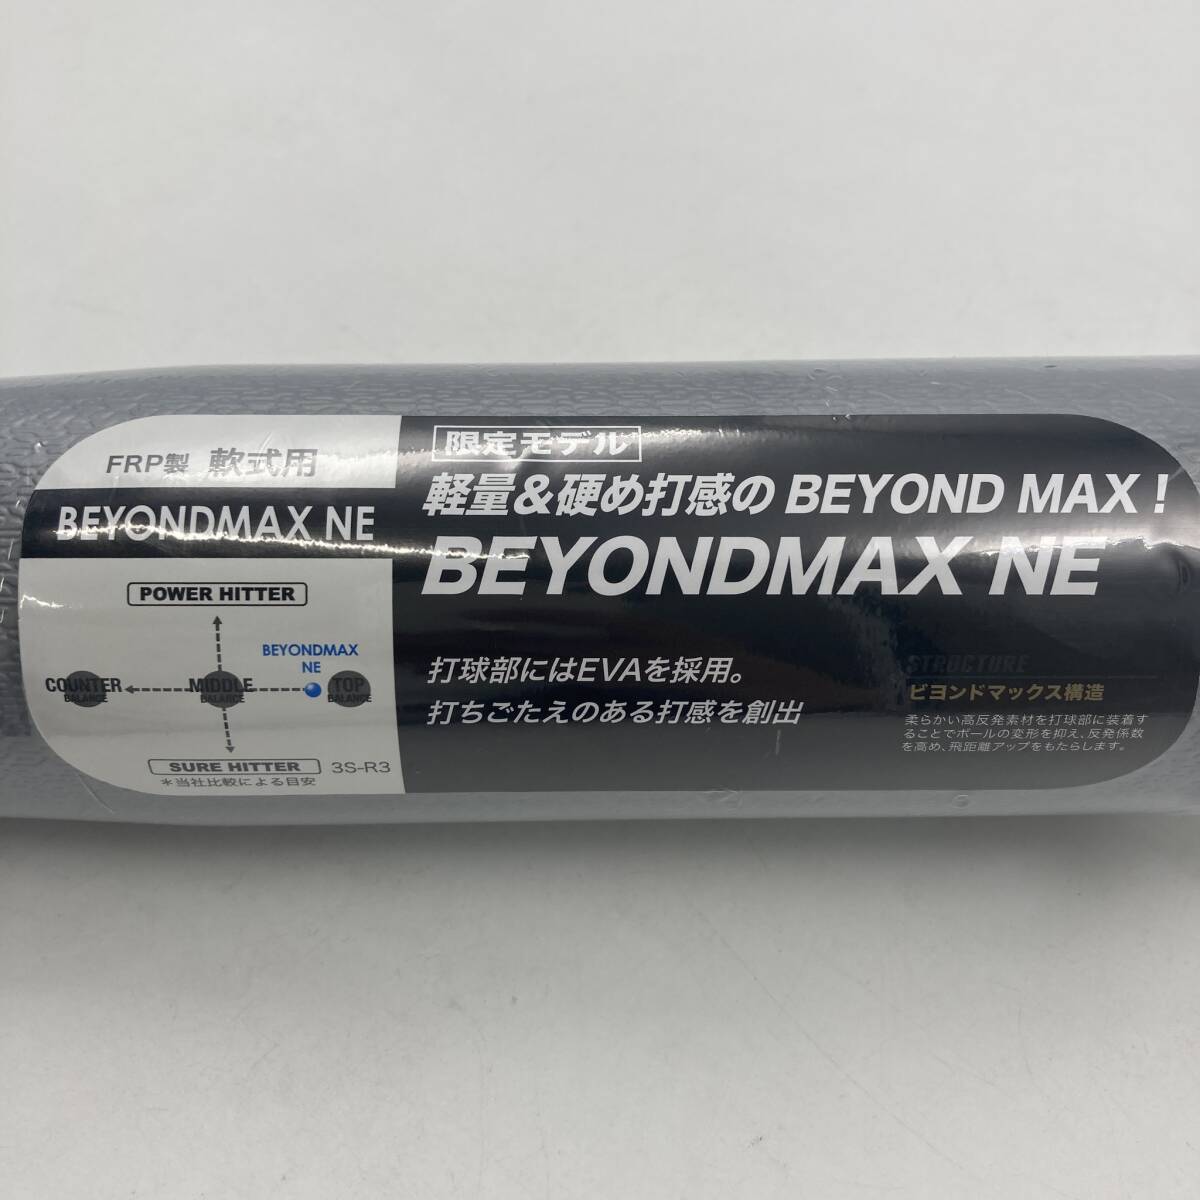 FRP製 軟式用
BEYONDMAX NE
POWER HITTER
BEYONDMAX
NE
COUNTER
BALANCE
MIDDLE
BALANCE
TOP
BALANCE
SURE HITTER
3S-R3
＊当社比較による目安
限定モデル
軽量&硬め打感の BEYOND MAX！
BEYONDMAX NE
打球部にはEVAを採用。
打ちごたえのある打感を創出
STRUCTURE
ビヨンドマックス構造
柔らかい高反発素材を打球部に装着す
ることでボールの変形を抑え、反発係数
を高め、飛距離アップをもたらします。